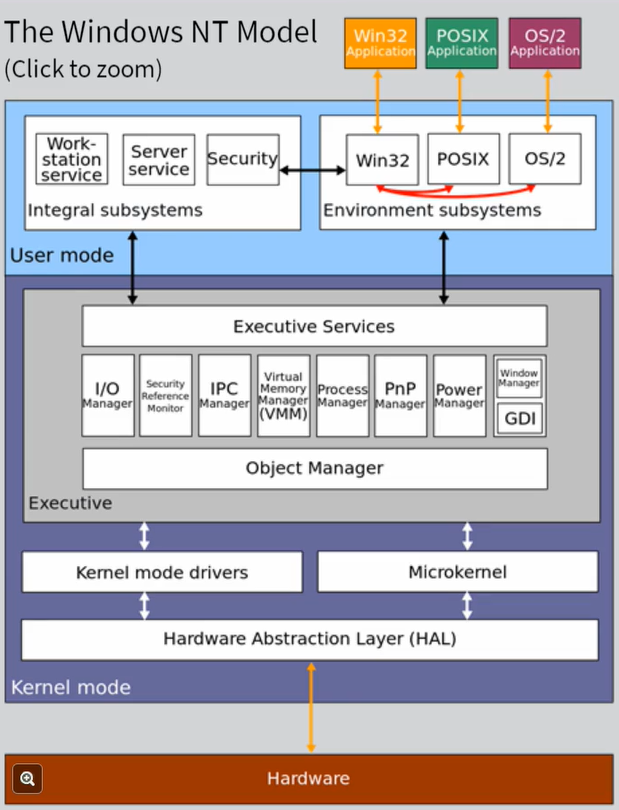 The Windows NT Model
(Click to zoom)
Win32
Application
POSIX
Application
OS/2
Application
Work-
station
service
Server
service
Security
Integral subsystems
Win32
POSIX
OS/2
Environment subsystems
User mode
Executive Services
I/O
Manager
Security
Reference
Monitor
IPC
Manager
Virtual
Memory
Manager
(VMM)
Process
Manager
PnP
Manager
Power
Manager
Window
Manager
GDI
Object Manager
Executive
Kernel mode drivers
Microkernel
Hardware Abstraction Layer (HAL)
Kernel mode
Hardware